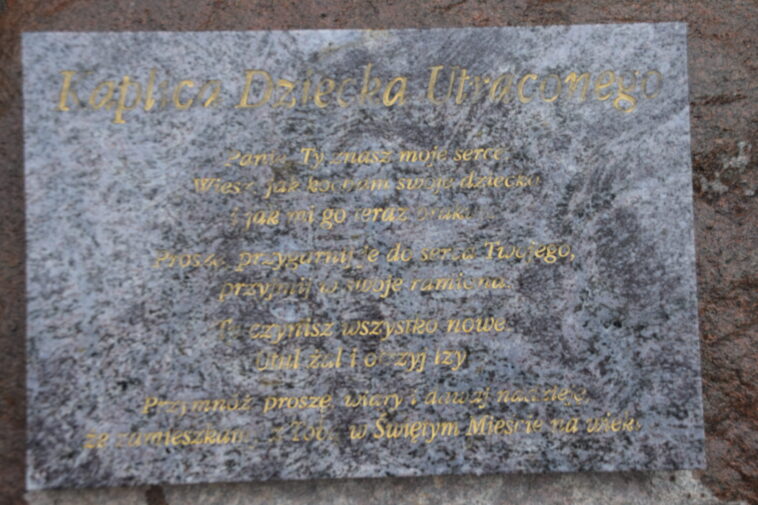 Kaplica Dziecka Utraconego
Panie, Ty znasz moje serce,
Wiesz, jak kocham swoje dziecko
i jak mi go teraz brakuje.
Proszę, przygarnij je do serca Twojego,
przyjmij w swoje ramiona.
Ty czynisz wszystko nowe.
Utul żal i otrzyj łzy.
Przymnóż, proszę, wiary i dawaj nadzieję,
że zamieszkamy z Tobą w Świętym Mieście na wieki.